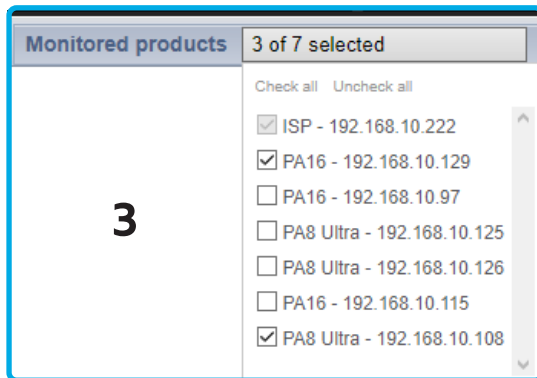 Monitored products 3 of 7 selected
Check all Uncheck all
ISP - 192.168.10.222
PA16 - 192.168.10.129
PA16 - 192.168.10.97
3
PA8 Ultra - 192.168.10.125
PA8 Ultra - 192.168.10.126
PA16 - 192.168.10.115
PA8 Ultra - 192.168.10.108